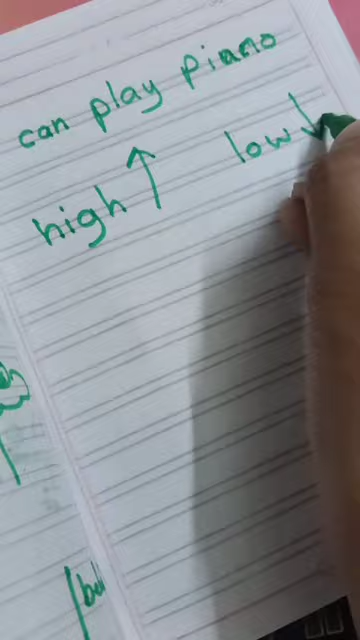 can play piano
high ↑ low ↓